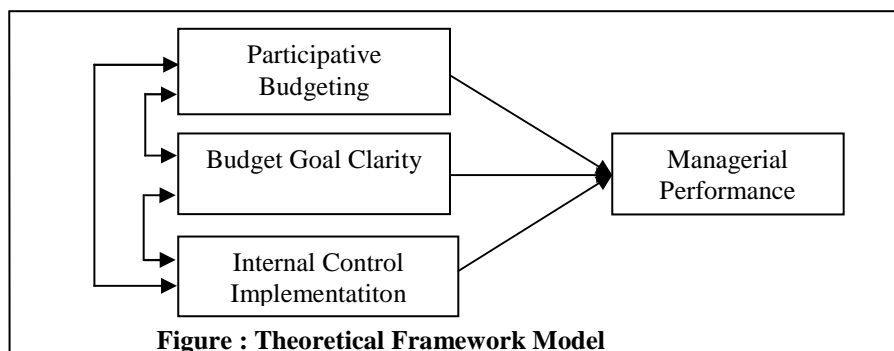 Participative
Budgeting
Budget Goal Clarity
Managerial
Performance
Internal Control
Implementatiton
Figure : Theoretical Framework Model